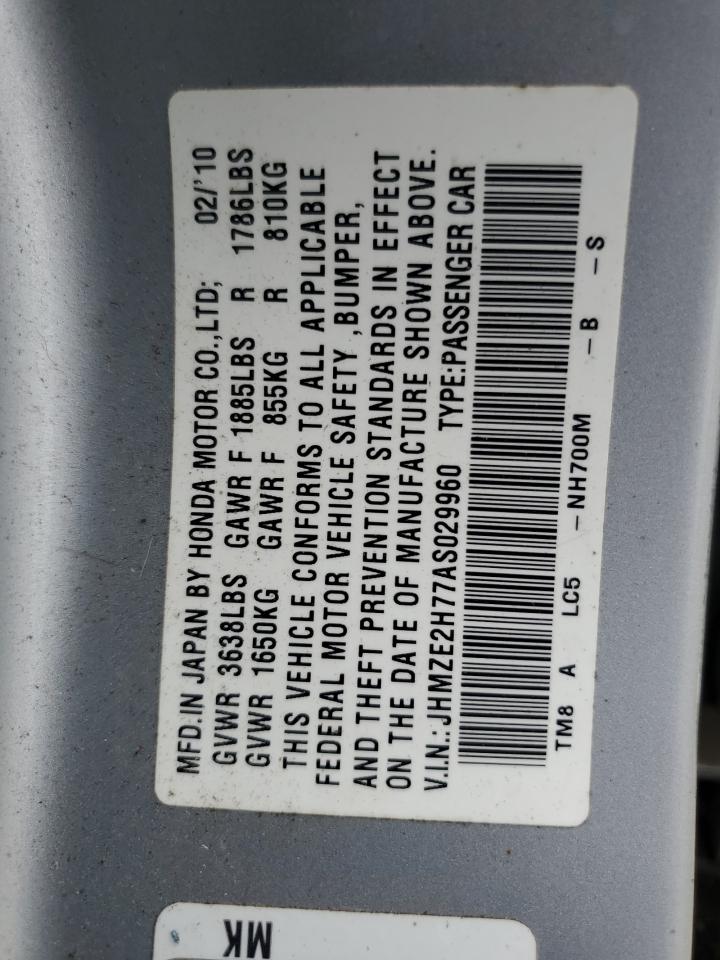 MFD.IN JAPAN BY HONDA MOTOR CO.,LTD; 02/'10
GVWR 3638LBS GAWR F 1885LBS R 1786LBS
GVWR 1650KG GAWR F 855KG R 810KG
THIS VEHICLE CONFORMS TO ALL APPLICABLE
FEDERAL MOTOR VEHICLE SAFETY ,BUMPER,
AND THEFT PREVENTION STANDARDS IN EFFECT
ON THE DATE OF MANUFACTURE SHOWN ABOVE.
V.I.N.: JHMZE2H77AS029960 TYPE:PASSENGER CAR
TM8 A LC5 - NH700M - B - S
MK